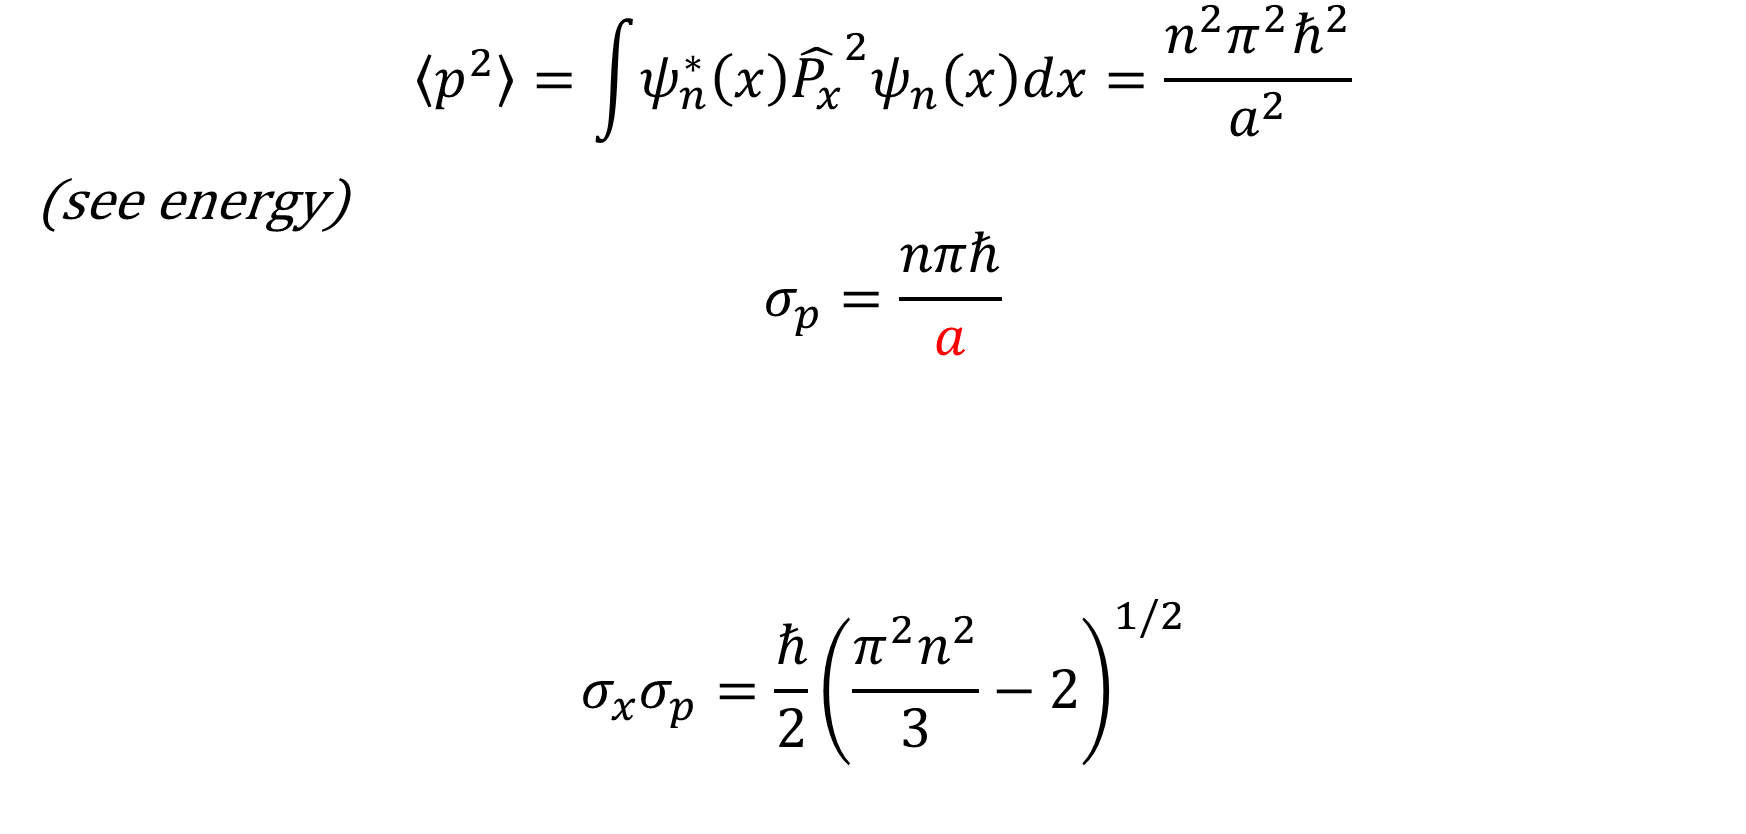 ⟨p²⟩ = ∫ψₙ*(x)P̂ₓ²ψₙ(x)dx = n²π²ħ²/a²
(see energy)
σₚ = nπħ/a
σₓσₚ = ħ/2 (π²n²/3 − 2)^1/2